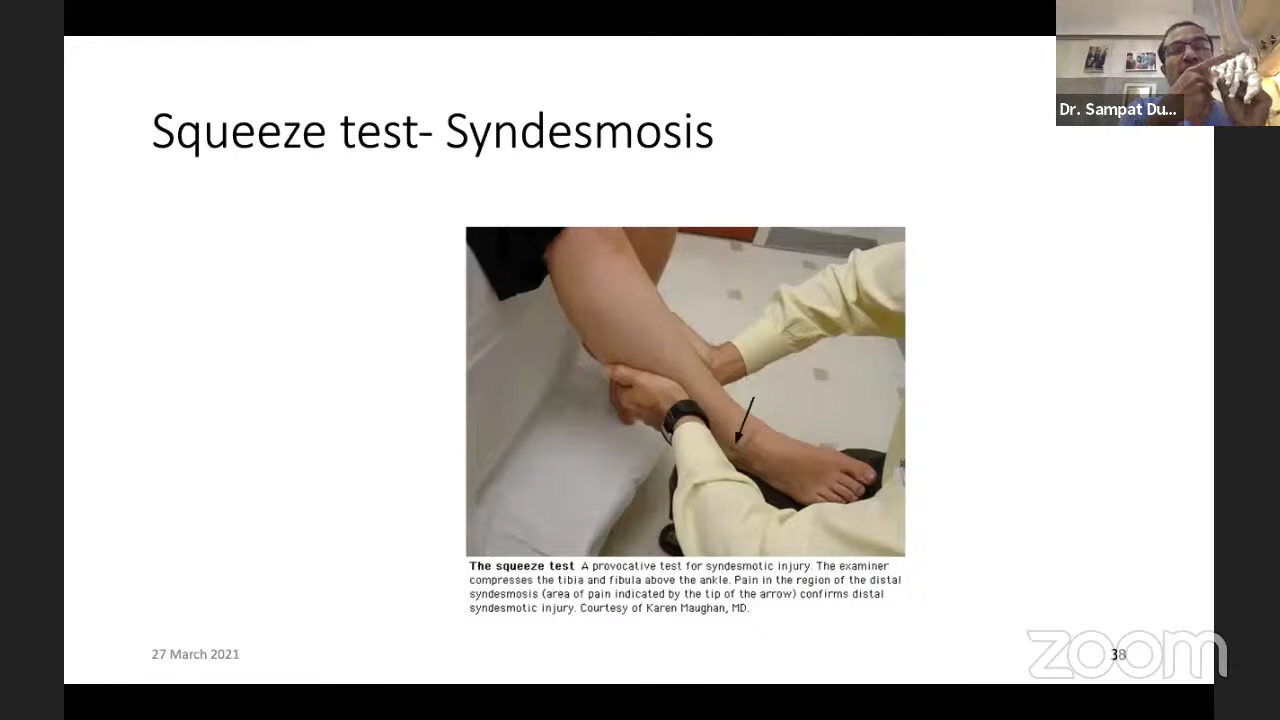 Dr. Sampat Du...
Squeeze test- Syndesmosis
The squeeze test A provocative test for syndesmotic injury. The examiner
compresses the tibia and fibula above the ankle. Pain in the region of the distal
syndesmosis (area of pain indicated by the tip of the arrow) confirms distal
syndesmotic injury. Courtesy of Karen Maughan, MD.
27 March 2021
38
zoom